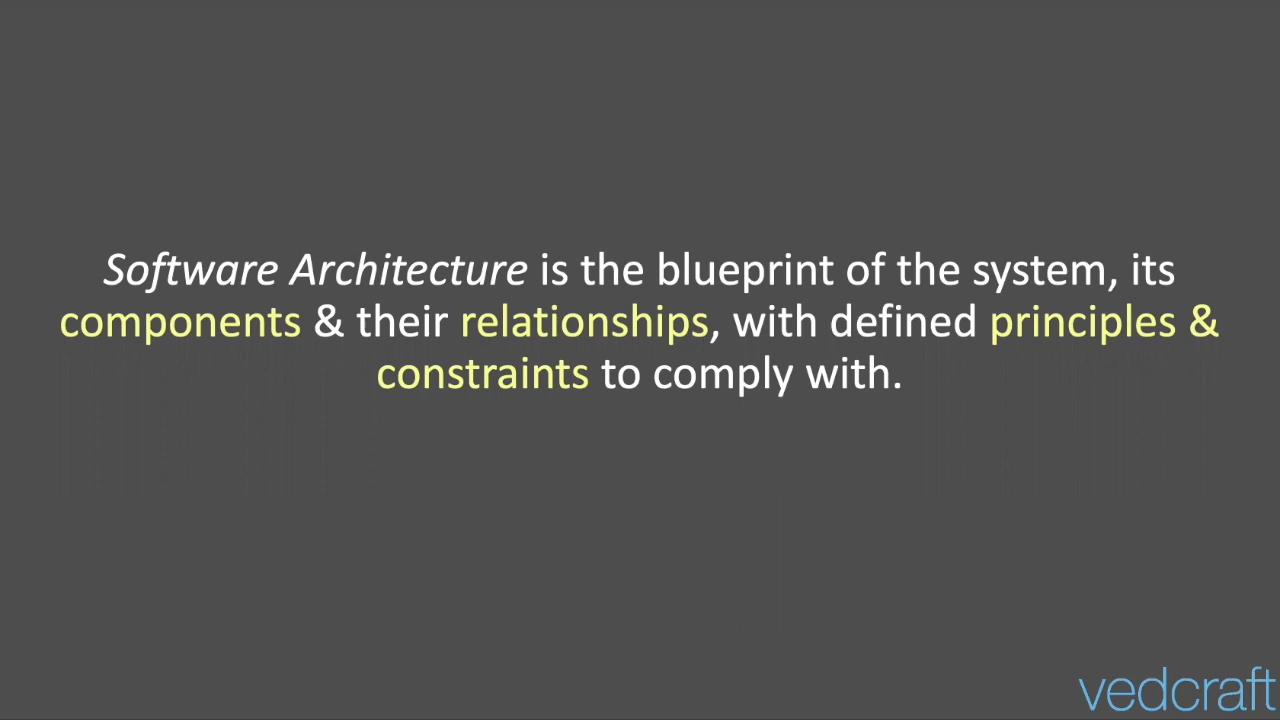 Software Architecture is the blueprint of the system, its
components & their relationships, with defined principles &
constraints to comply with.
vedcraft